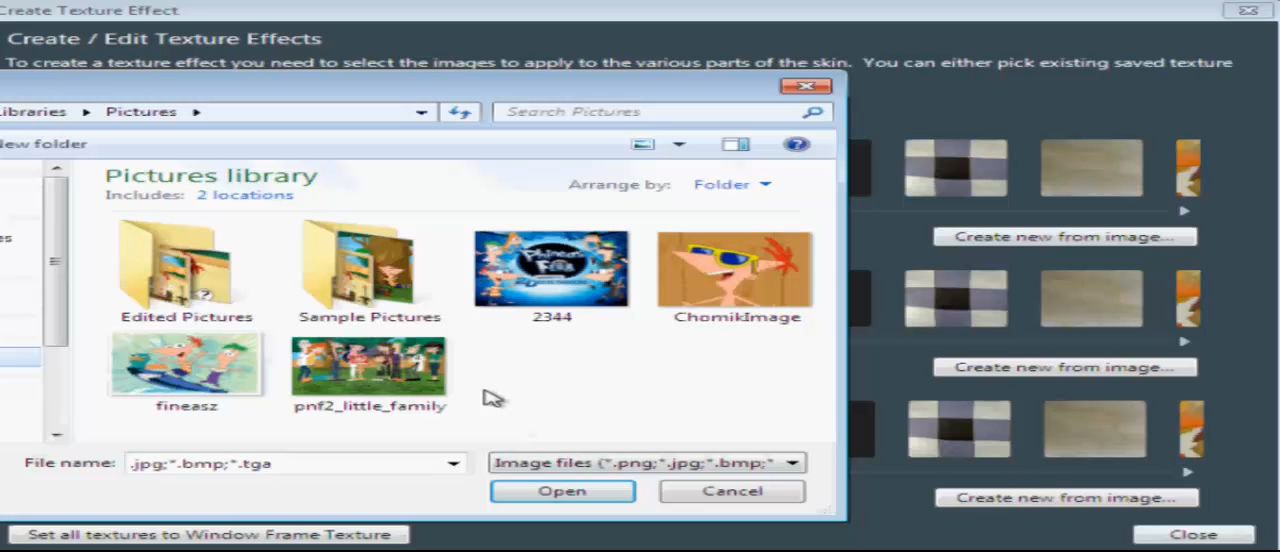 Create Texture Effect
Create / Edit Texture Effects
To create a texture effect you need to select the images to apply to the various parts of the skin. You can either pick existing saved texture
Libraries Pictures Search Pictures
New folder
Pictures library
Includes: 2 locations
Arrange by: Folder
Edited Pictures Sample Pictures 2344 ChomikImage
fineasz pnf2_little_family
File name: .jpg;*.bmp;*.tga Image files (*.png;*.jpg;*.bmp;*
Open Cancel
Create new from image...
Create new from image...
Create new from image...
Set all textures to Window Frame Texture Close